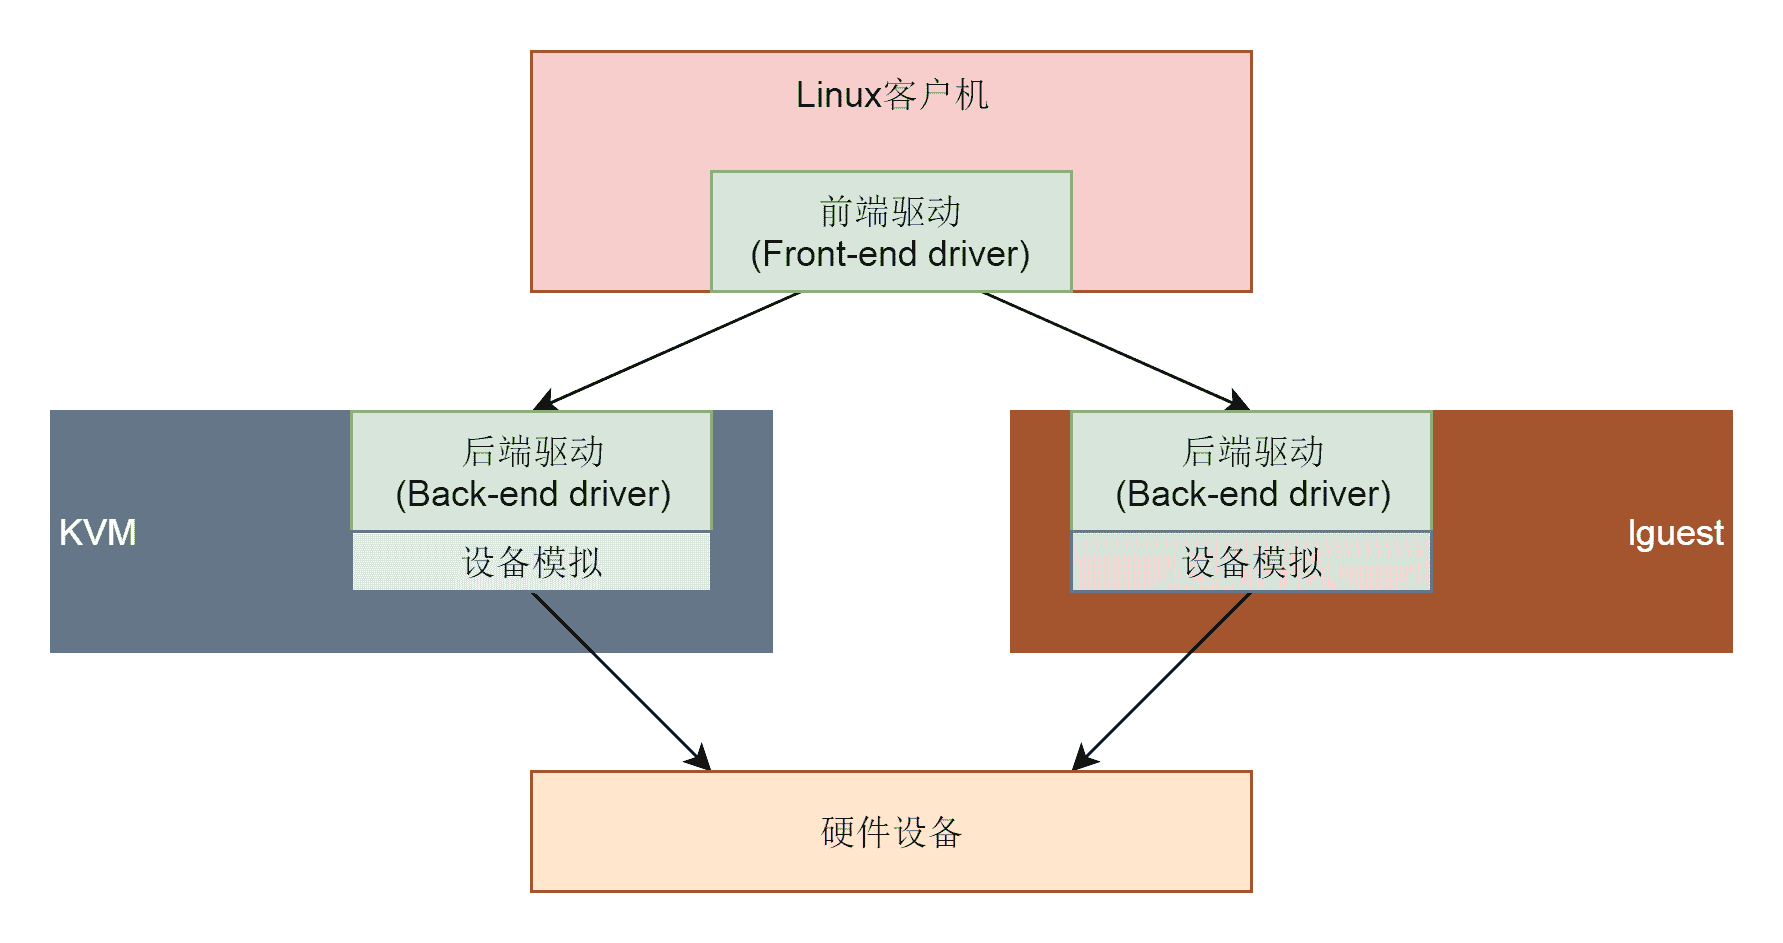 Linux客户机
前端驱动
(Front-end driver)
后端驱动
(Back-end driver)
设备模拟
KVM
后端驱动
(Back-end driver)
设备模拟
lguest
硬件设备